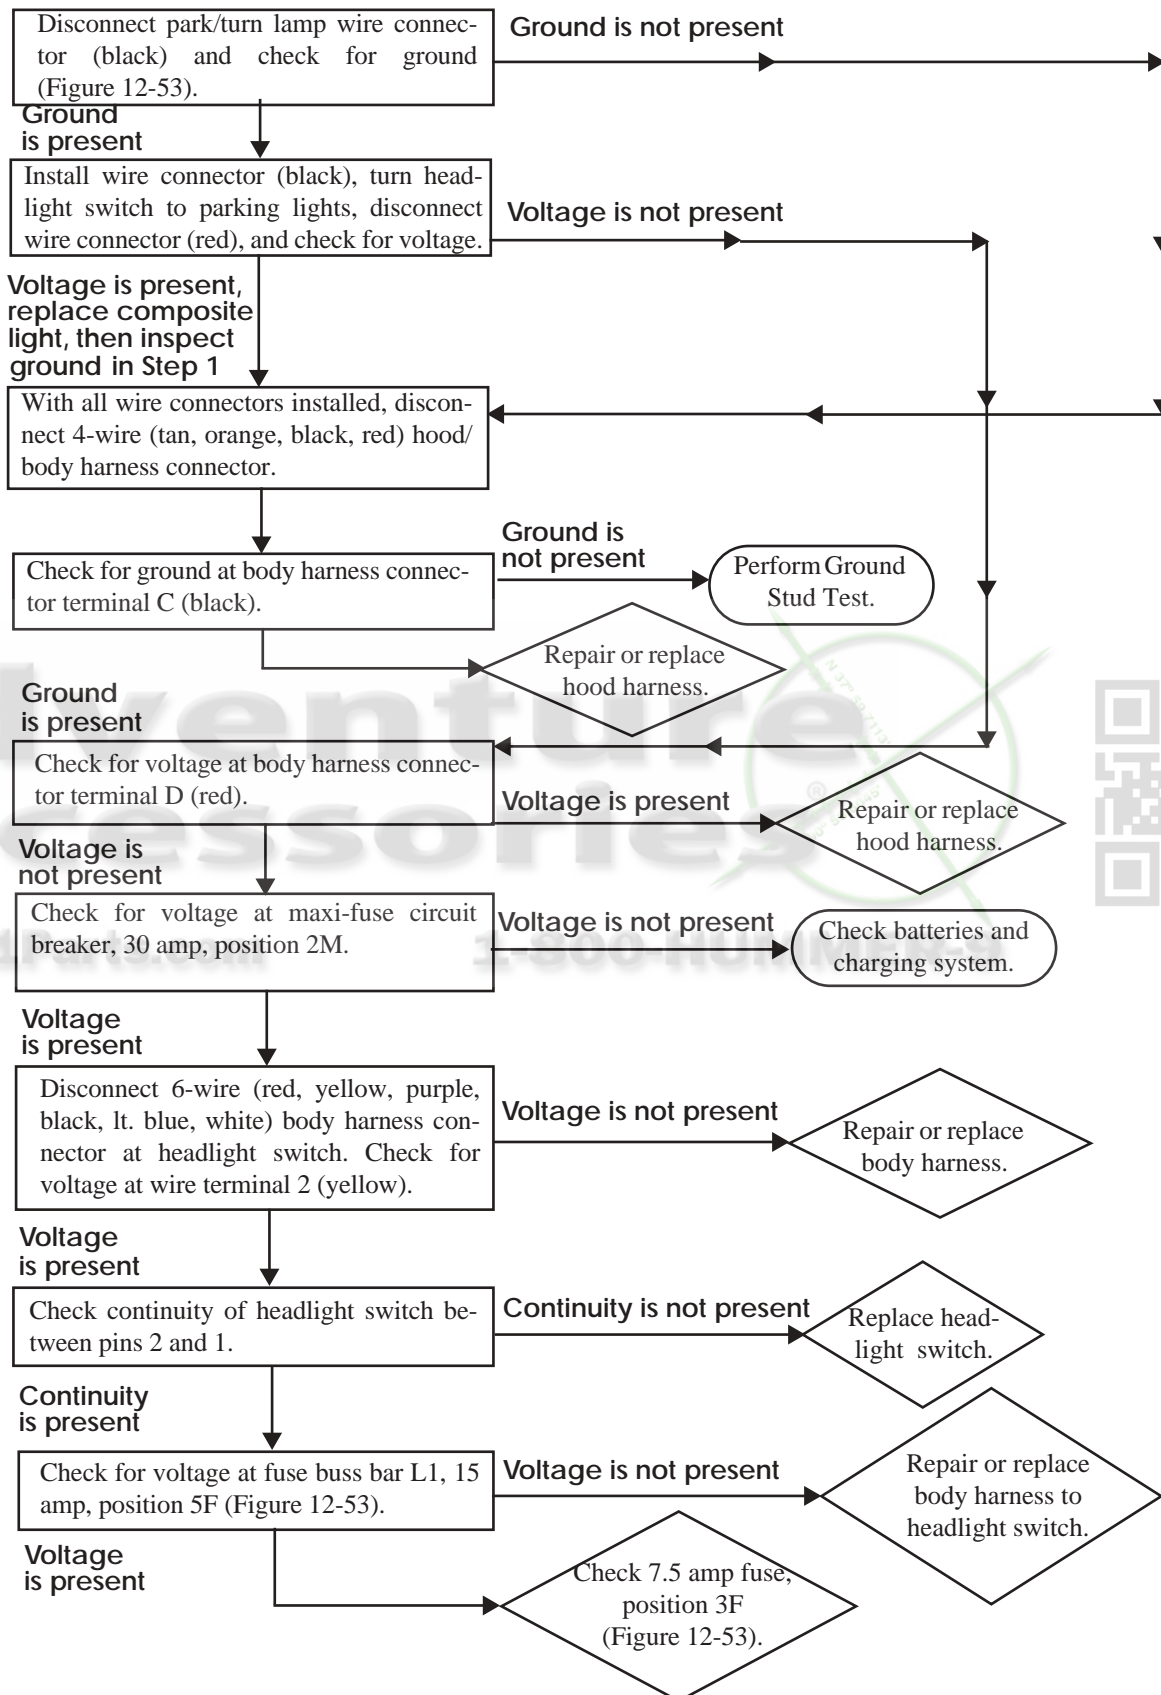 Disconnect park/turn lamp wire connec-
tor (black) and check for ground
(Figure 12-53).
Ground is not present
Ground
is present
Install wire connector (black), turn head-
light switch to parking lights, disconnect
wire connector (red), and check for voltage.
Voltage is not present
Voltage is present,
replace composite
light, then inspect
ground in Step 1
With all wire connectors installed, discon-
nect 4-wire (tan, orange, black, red) hood/
body harness connector.
Ground is
not present
Check for ground at body harness connec-
tor terminal C (black).
Perform Ground
Stud Test.
Repair or replace
hood harness.
Ground
is present
Check for voltage at body harness connec-
tor terminal D (red).
Voltage is present
Repair or replace
hood harness.
Voltage is
not present
Check for voltage at maxi-fuse circuit
breaker, 30 amp, position 2M.
Voltage is not present
Check batteries and
charging system.
Voltage
is present
Disconnect 6-wire (red, yellow, purple,
black, lt. blue, white) body harness con-
nector at headlight switch. Check for
voltage at wire terminal 2 (yellow).
Voltage is not present
Repair or replace
body harness.
Voltage
is present
Check continuity of headlight switch be-
tween pins 2 and 1.
Continuity is not present
Replace head-
light switch.
Continuity
is present
Check for voltage at fuse buss bar L1, 15
amp, position 5F (Figure 12-53).
Voltage is not present
Repair or replace
body harness to
headlight switch.
Voltage
is present
Check 7.5 amp fuse,
position 3F
(Figure 12-53).
dventure
cessories
®
1Parts.com
1-800-HUMMER-9